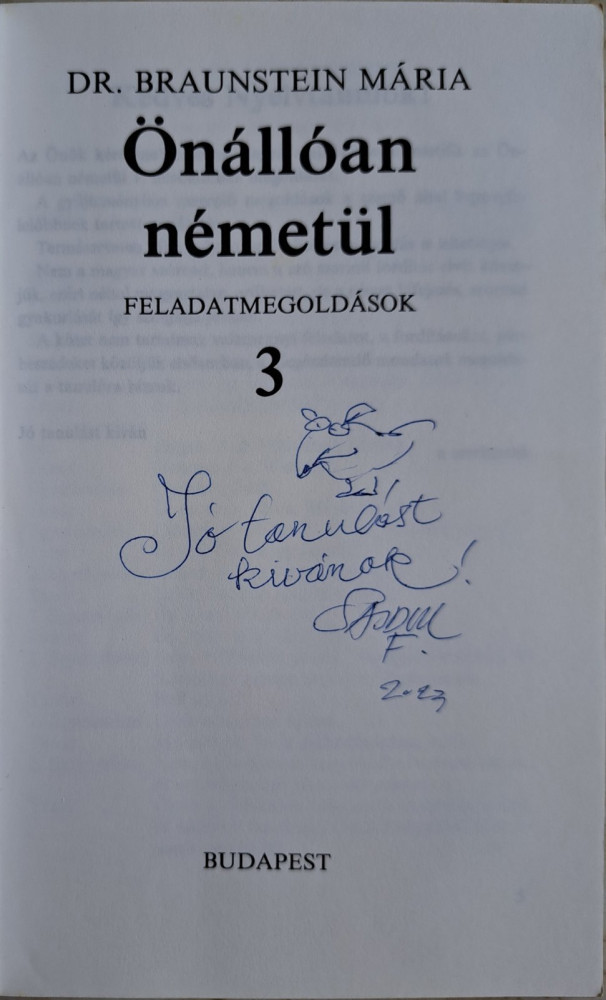 DR. BRAUNSTEIN MÁRIA
Önállóan
németül
FELADATMEGOLDÁSOK
3
Jó tanulást
kívánok!
F.
2023
BUDAPEST